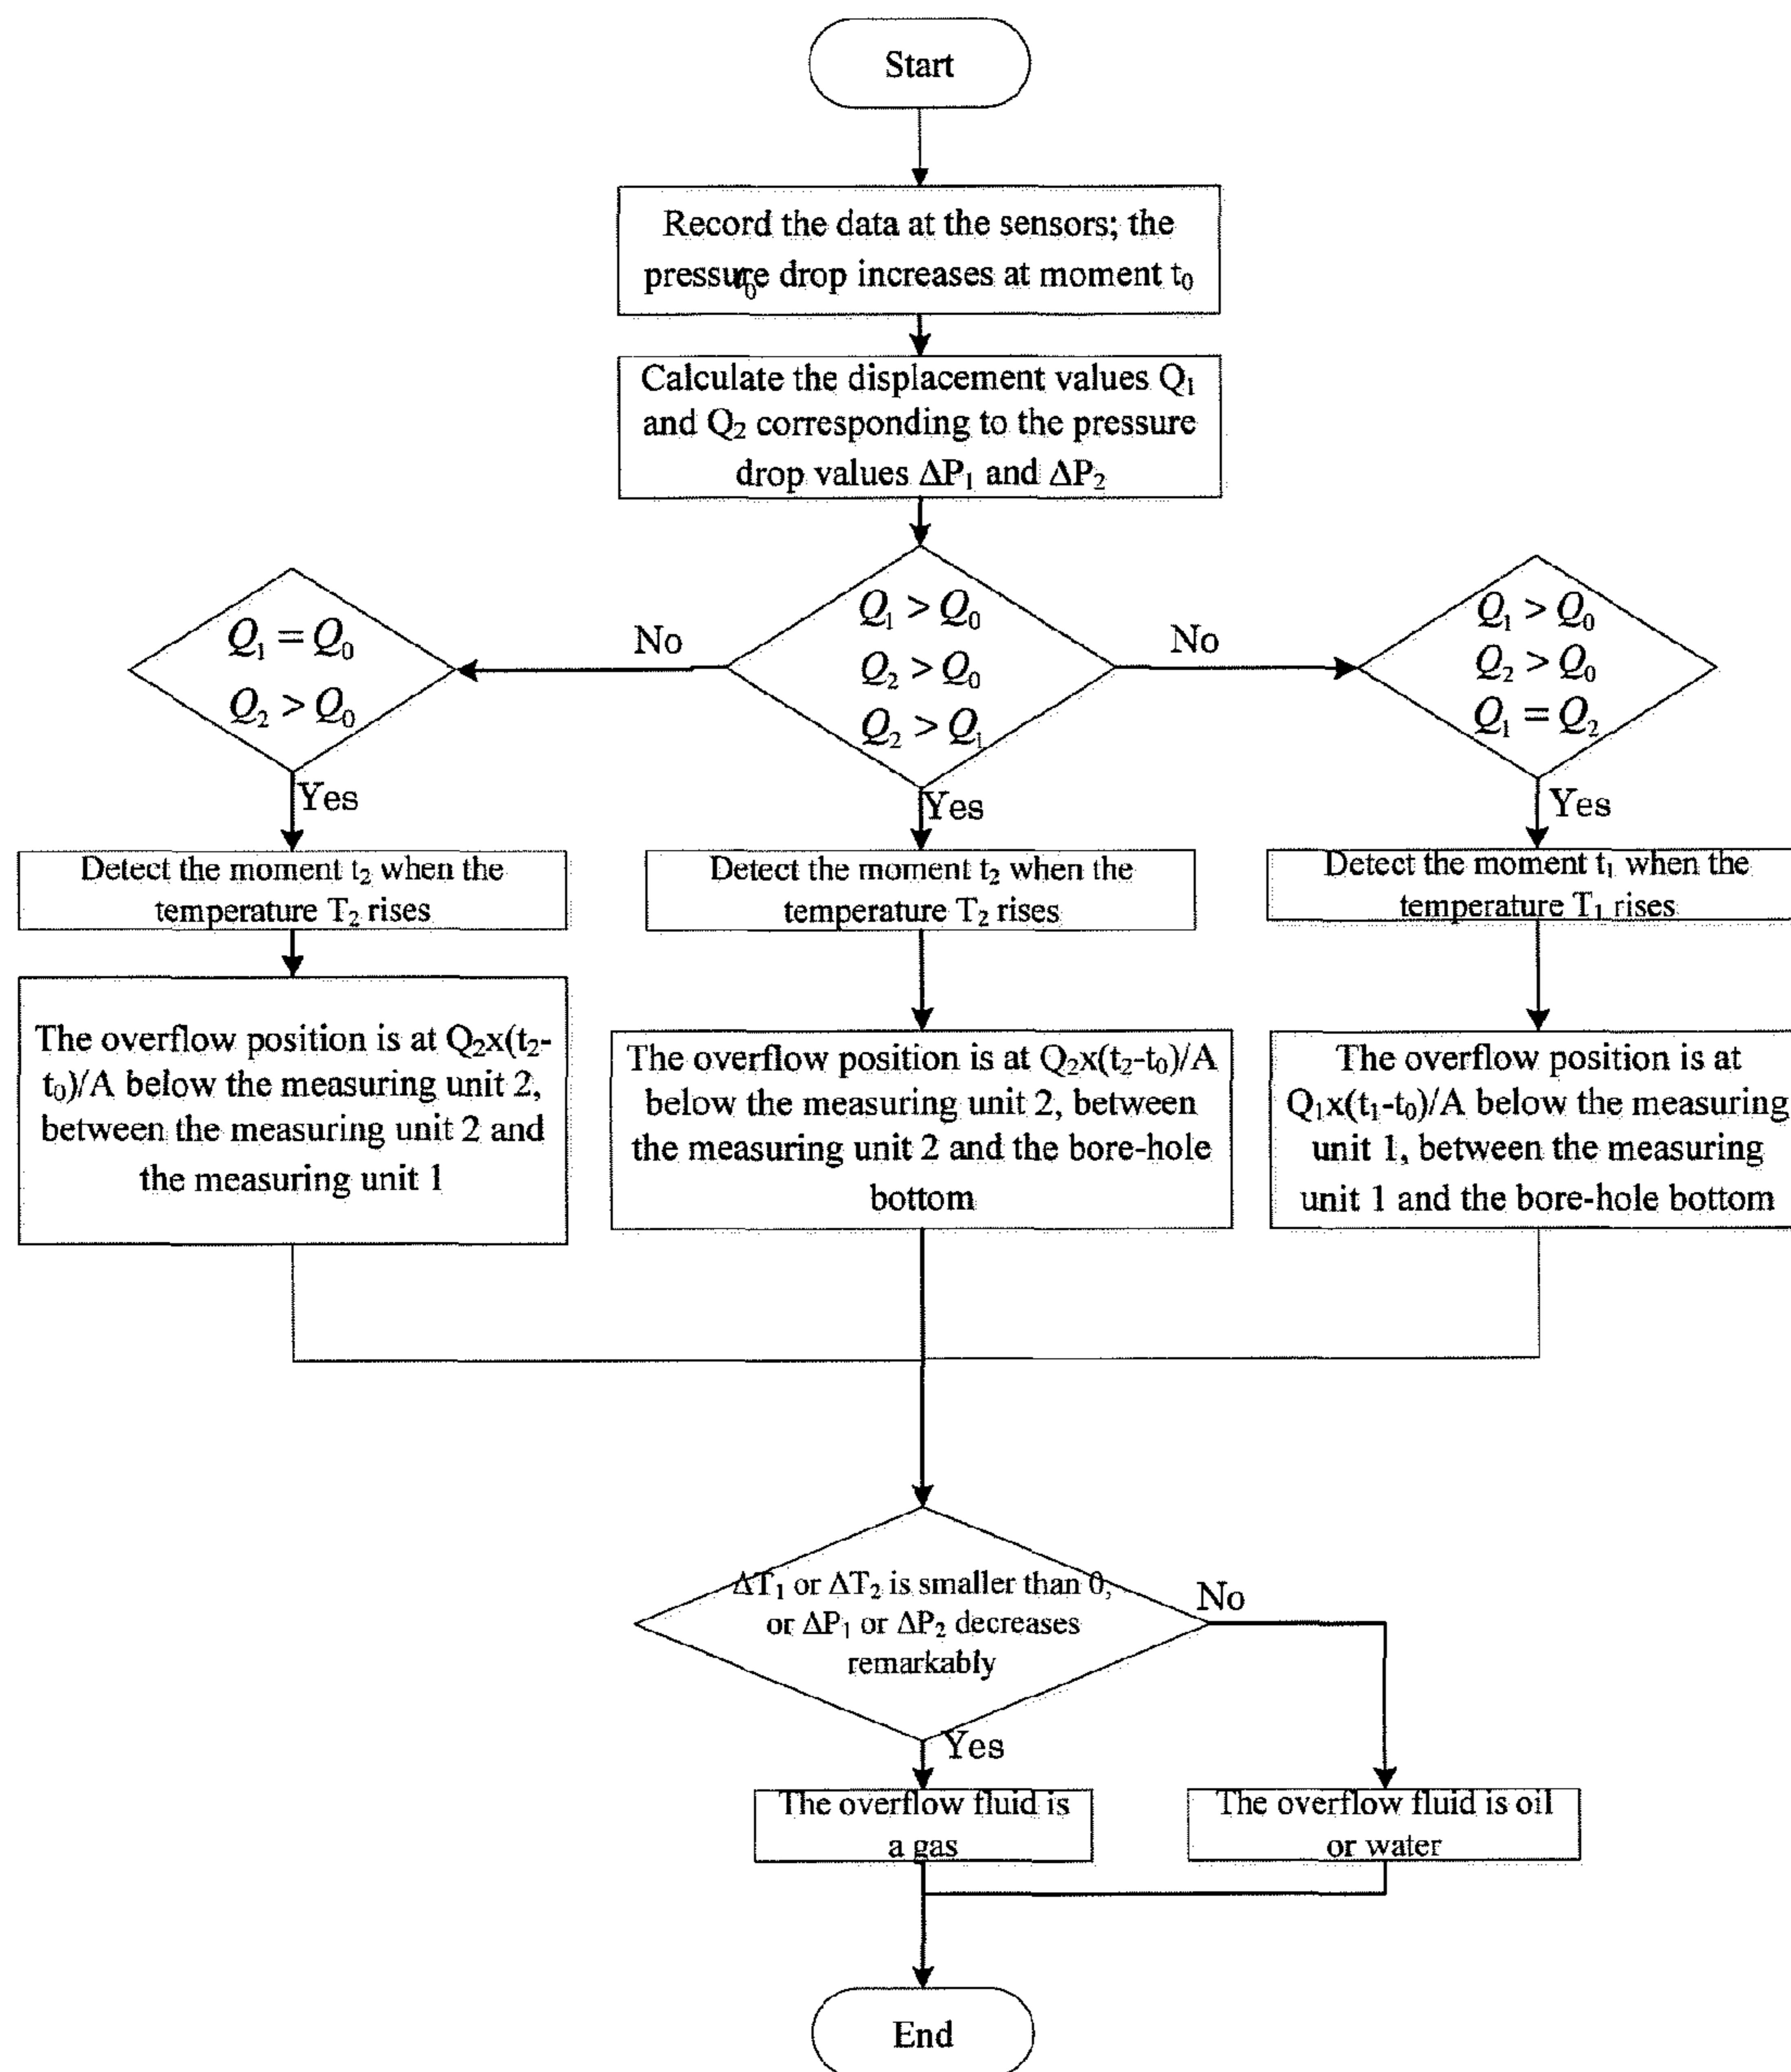 Start
Record the data at the sensors; the
pressure drop increases at moment t₀
0
Calculate the displacement values Q₁
and Q₂ corresponding to the pressure
drop values ΔP₁ and ΔP₂
Q₁ = Q₀
Q₂ > Q₀
No
Q₁ > Q₀
Q₂ > Q₀
Q₂ > Q₁
No
Q₁ > Q₀
Q₂ > Q₀
Q₁ = Q₂
Yes
Yes
Yes
Detect the moment t₂ when the
temperature T₂ rises
Detect the moment t₂ when the
temperature T₂ rises
Detect the moment t₁ when the
temperature T₁ rises
The overflow position is at Q₂x(t₂-
t₀)/A below the measuring unit 2,
between the measuring unit 2 and
the measuring unit 1
The overflow position is at Q₂x(t₂-t₀)/A
below the measuring unit 2, between
the measuring unit 2 and the bore-hole
bottom
The overflow position is at
Q₁x(t₁-t₀)/A below the measuring
unit 1, between the measuring
unit 1 and the bore-hole bottom
ΔT₁ or ΔT₂ is smaller than 0,
or ΔP₁ or ΔP₂ decreases
remarkably
No
Yes
The overflow fluid is
a gas
The overflow fluid is oil
or water
End